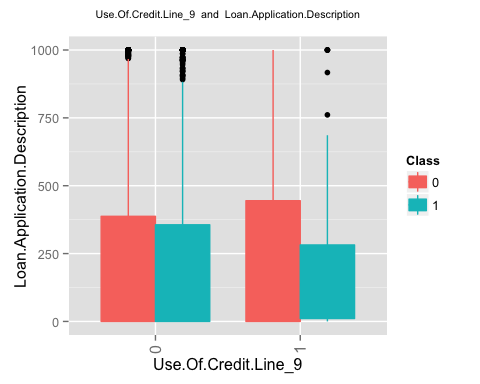 Use.Of.Credit.Line_9 and Loan.Application.Description
1000
750
500
250
0
Loan.Application.Description
0
1
Use.Of.Credit.Line_9
Class
0
1